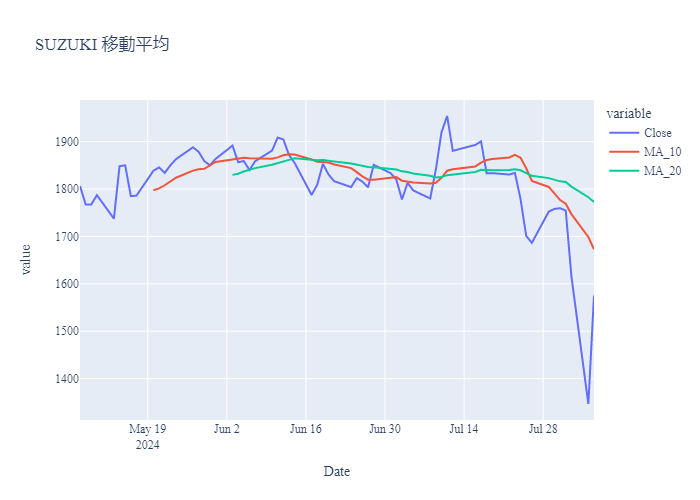 SUZUKI 移動平均
variable
Close
MA_10
MA_20
value
1900
1800
1700
1600
1500
1400
May 19
2024
Jun 2
Jun 16
Jun 30
Jul 14
Jul 28
Date